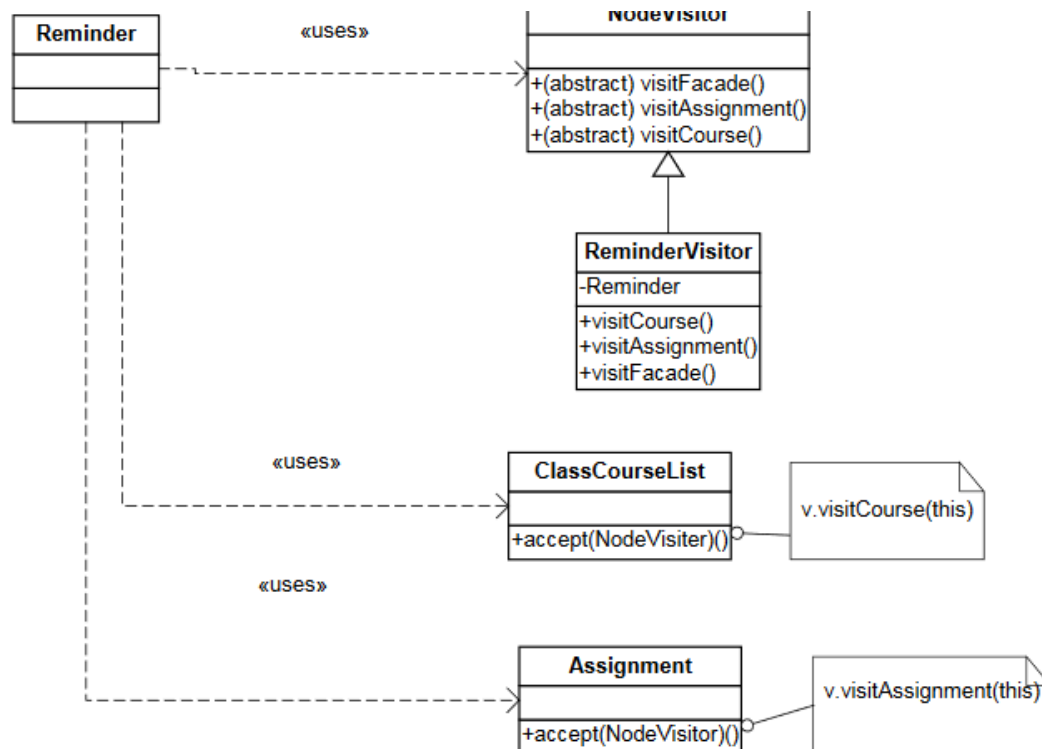 Reminder
«uses»
NodeVisitor
+(abstract) visitFacade()
+(abstract) visitAssignment()
+(abstract) visitCourse()
ReminderVisitor
-Reminder
+visitCourse()
+visitAssignment()
+visitFacade()
«uses»
ClassCourseList
+accept(NodeVisiter)()
v.visitCourse(this)
«uses»
Assignment
+accept(NodeVisitor)()
v.visitAssignment(this)